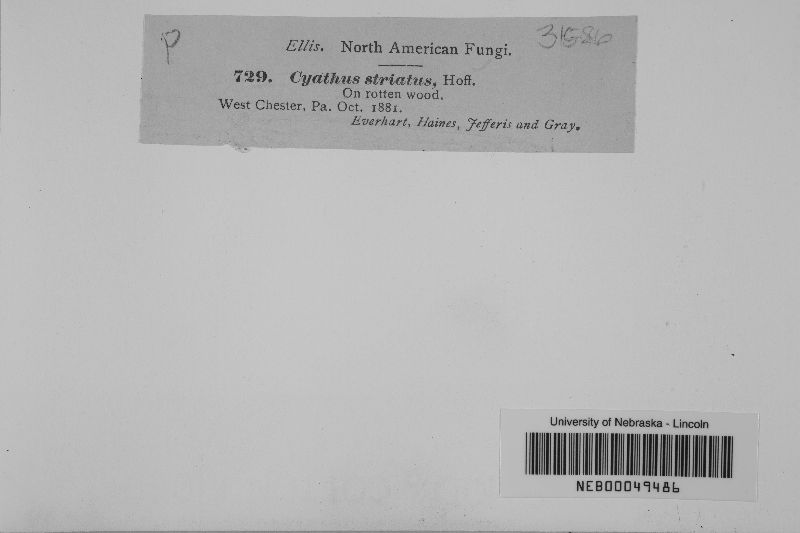 P
Ellis. North American Fungi.
729. Cyathus striatus, Hoff.
On rotten wood.
West Chester, Pa. Oct. 1881.
Everhart, Haines, Jefferis and Gray.
University of Nebraska - Lincoln
NEB00049486